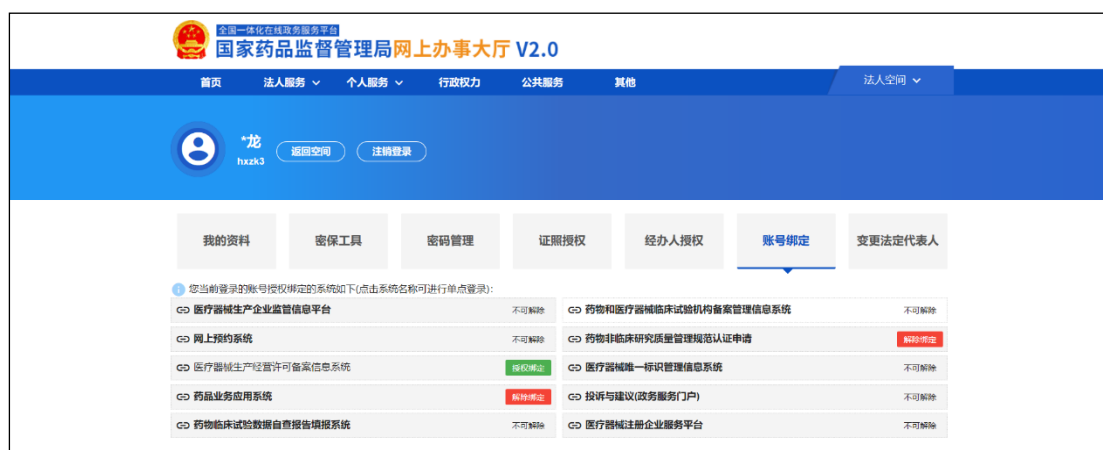 全国一体化在线政务服务平台
国家药品监督管理局网上办事大厅 V2.0
首页 法人服务 个人服务 行政权力 公共服务 其他 法人空间
*龙 返回空间 注销登录
hxzk3
我的资料 密保工具 密码管理 证照授权 经办人授权 账号绑定 变更法定代表人
您当前登录的账号授权绑定的系统如下(点击系统名称可进行单点登录):
医疗器械生产企业监管信息平台 不可解除 药物和医疗器械临床试验机构备案管理信息系统 不可解除
网上预约系统 不可解除 药物非临床研究质量管理规范认证申请 解除绑定
医疗器械生产经营许可备案信息系统 授权绑定 医疗器械唯一标识管理信息系统 不可解除
药品业务应用系统 解除绑定 投诉与建议(政务服务门户) 不可解除
药物临床试验数据自查报告填报系统 不可解除 医疗器械注册企业服务平台 不可解除